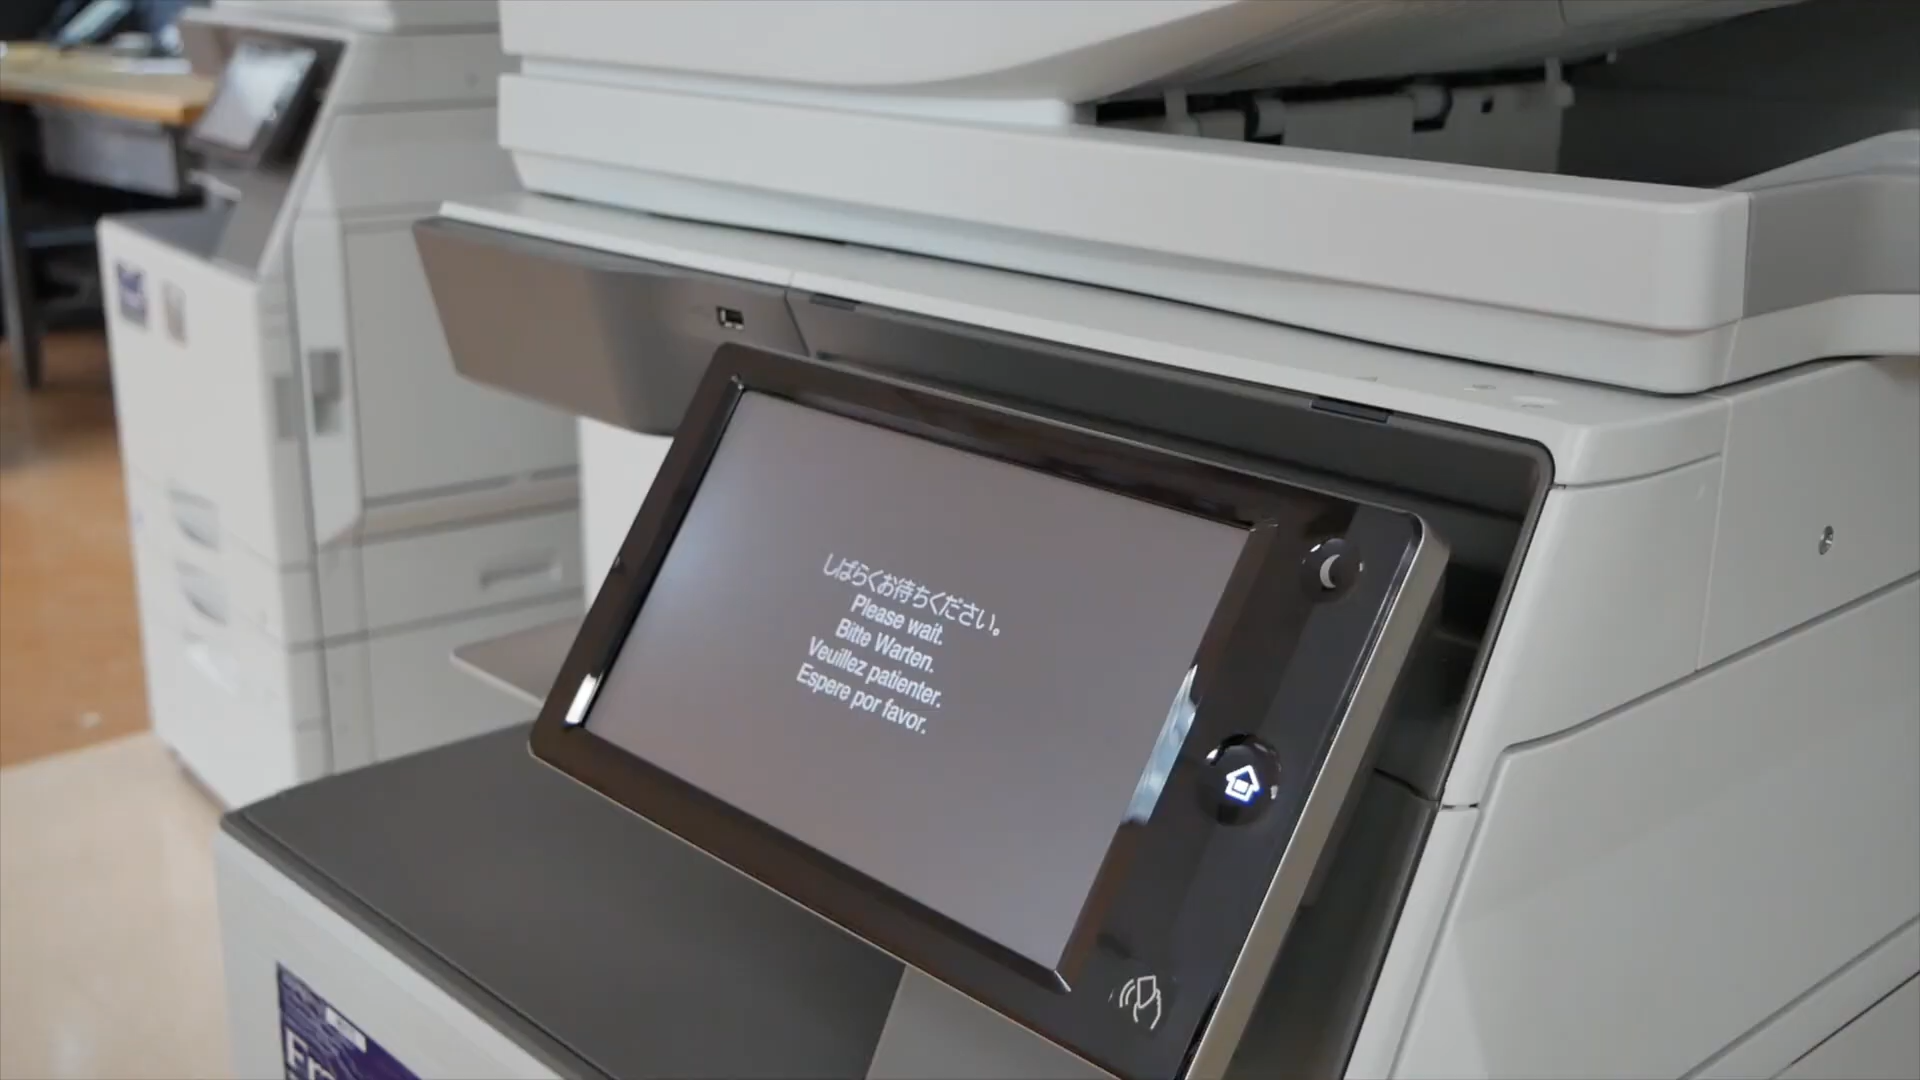 しばらくお待ちください。
Please wait.
Bitte Warten.
Veuillez patienter.
Espere por favor.